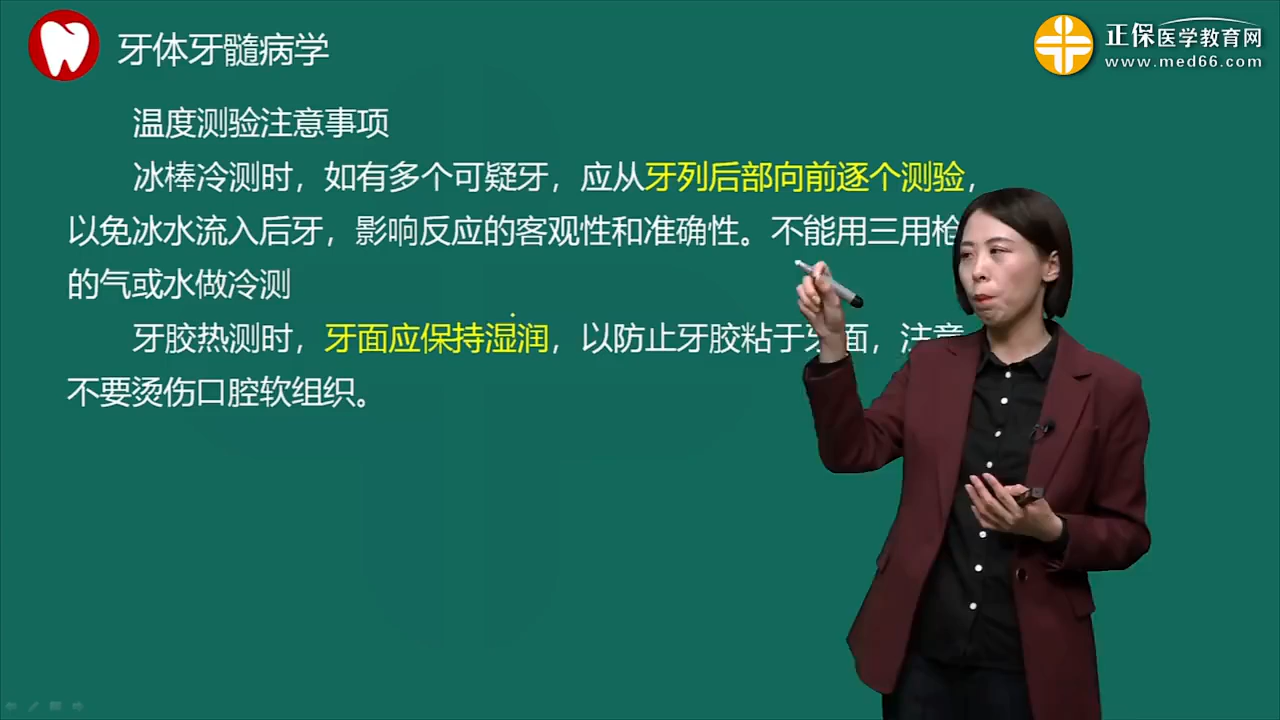 牙体牙髓病学
正保医学教育网
www.med66.com
温度测验注意事项
冰棒冷测时，如有多个可疑牙，应从牙列后部向前逐个测验，
以免冰水流入后牙，影响反应的客观性和准确性。不能用三用枪
的气或水做冷测
牙胶热测时，牙面应保持湿润，以防止牙胶粘于牙面，注意
不要烫伤口腔软组织。